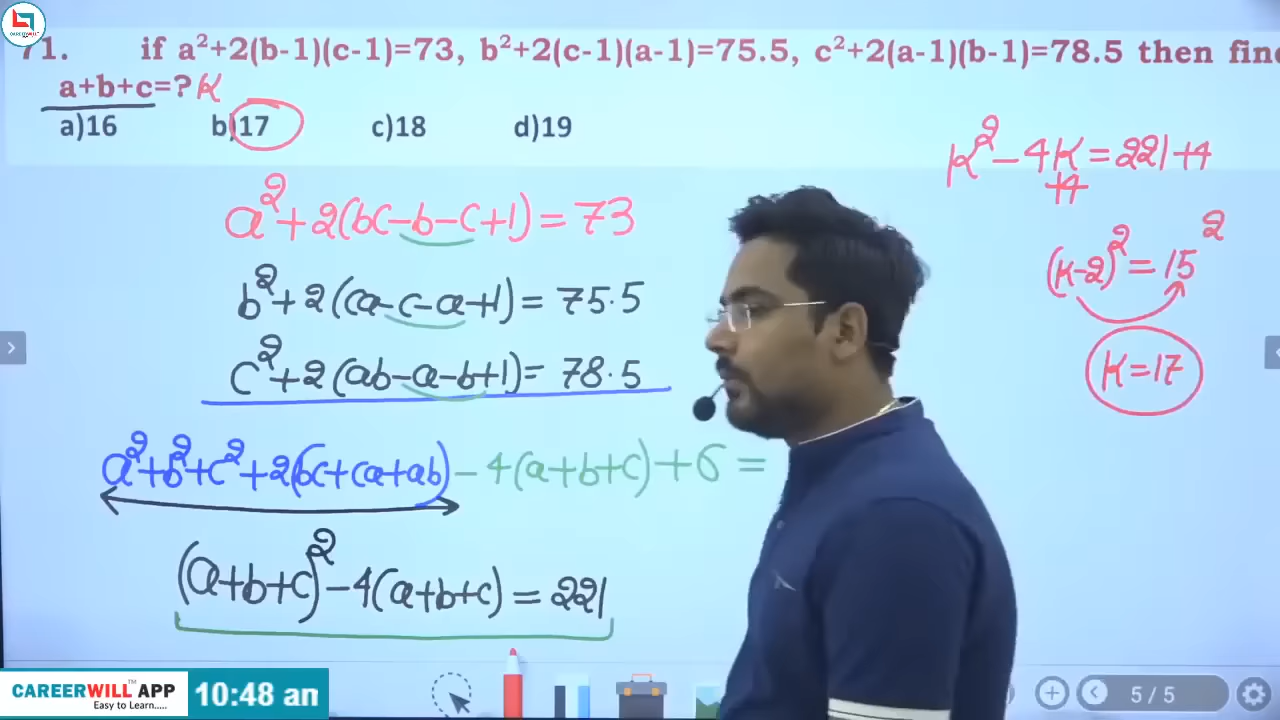 CAREERWILL
71. if a²+2(b-1)(c-1)=73, b²+2(c-1)(a-1)=75.5, c²+2(a-1)(b-1)=78.5 then find
a+b+c=? K
a)16 b)17 c)18 d)19
a²+2(bc-b-c+1)=73
b²+2(ca-c-a+1)=75.5
c²+2(ab-a-b+1)=78.5
a²+b²+c²+2(bc+ca+ab)-4(a+b+c)+6=
(a+b+c)²-4(a+b+c)=221
K²-4K=221+4
+4
(K-2)²=15²
K=17
CAREERWILL™ APP
Easy to Learn.....
10:48 an
5 / 5